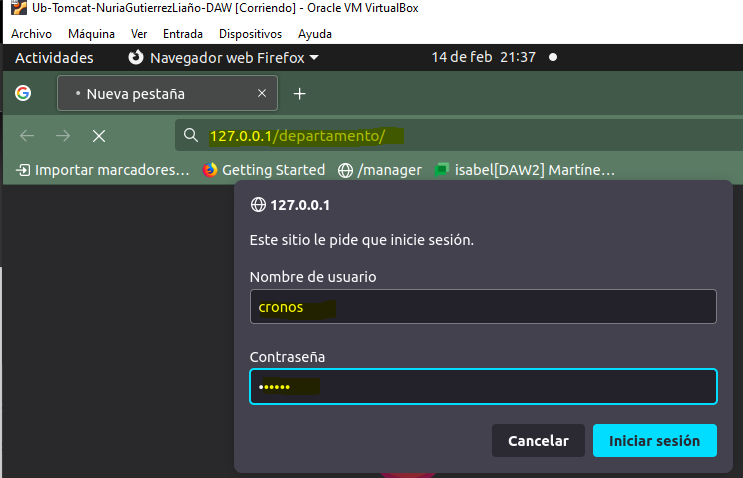 Ub-Tomcat-NuriaGutierrezLiaño-DAW [Corriendo] - Oracle VM VirtualBox
Archivo Máquina Ver Entrada Dispositivos Ayuda
Actividades Navegador web Firefox 14 de feb 21:37
G Nueva pestaña
127.0.0.1/departamento/
Importar marcadores... Getting Started /manager isabel[DAW2] Martíne...
127.0.0.1
Este sitio le pide que inicie sesión.
Nombre de usuario
cronos
Contraseña
••••••
Cancelar Iniciar sesión